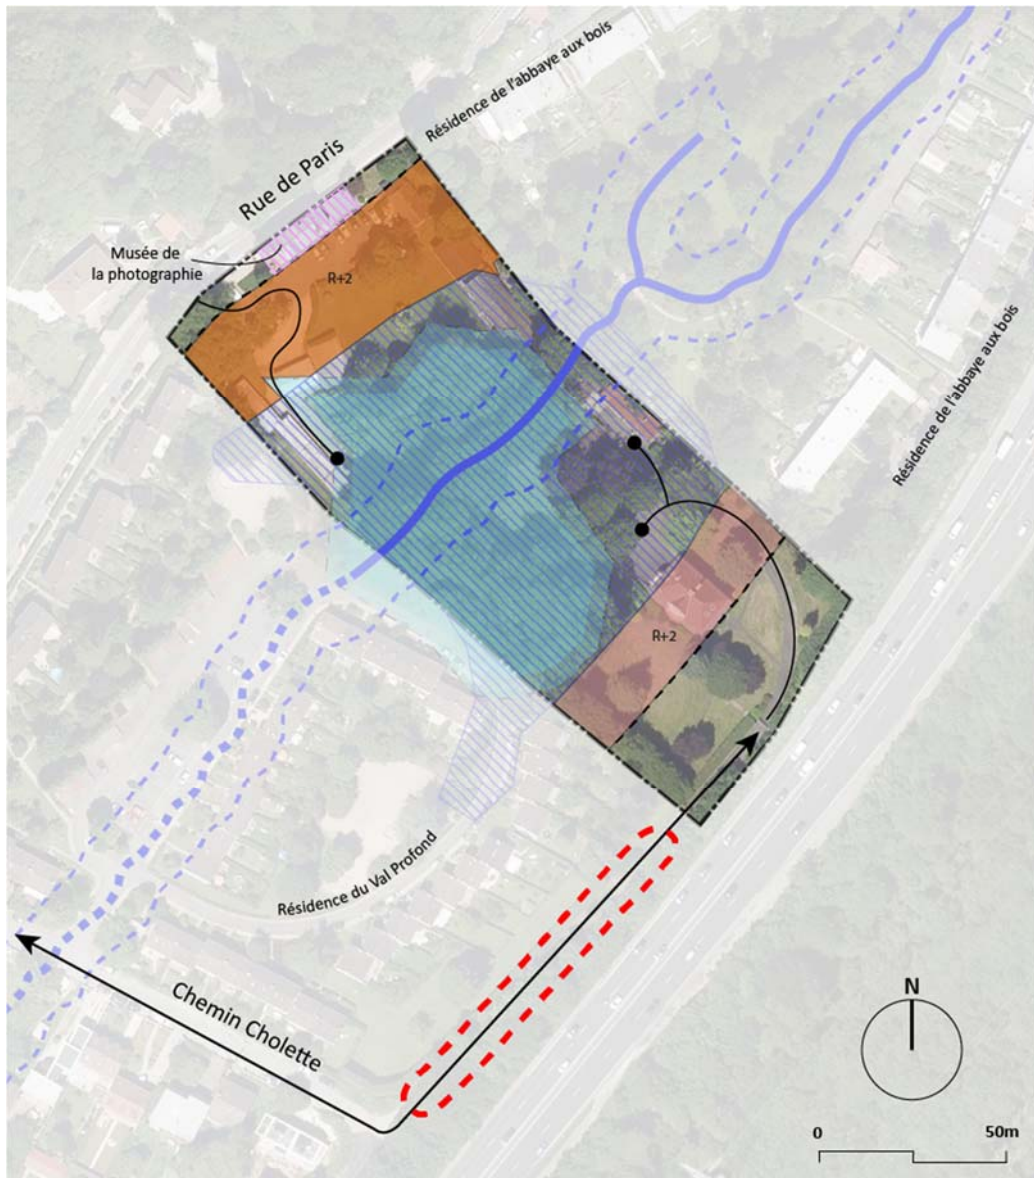 Résidence de l'abbaye aux bois
Rue de Paris
Musée de
la photographie
R+2
Résidence de l'abbaye aux bois
R+2
Résidence du Val Profond
Chemin Cholette
N
0
50m